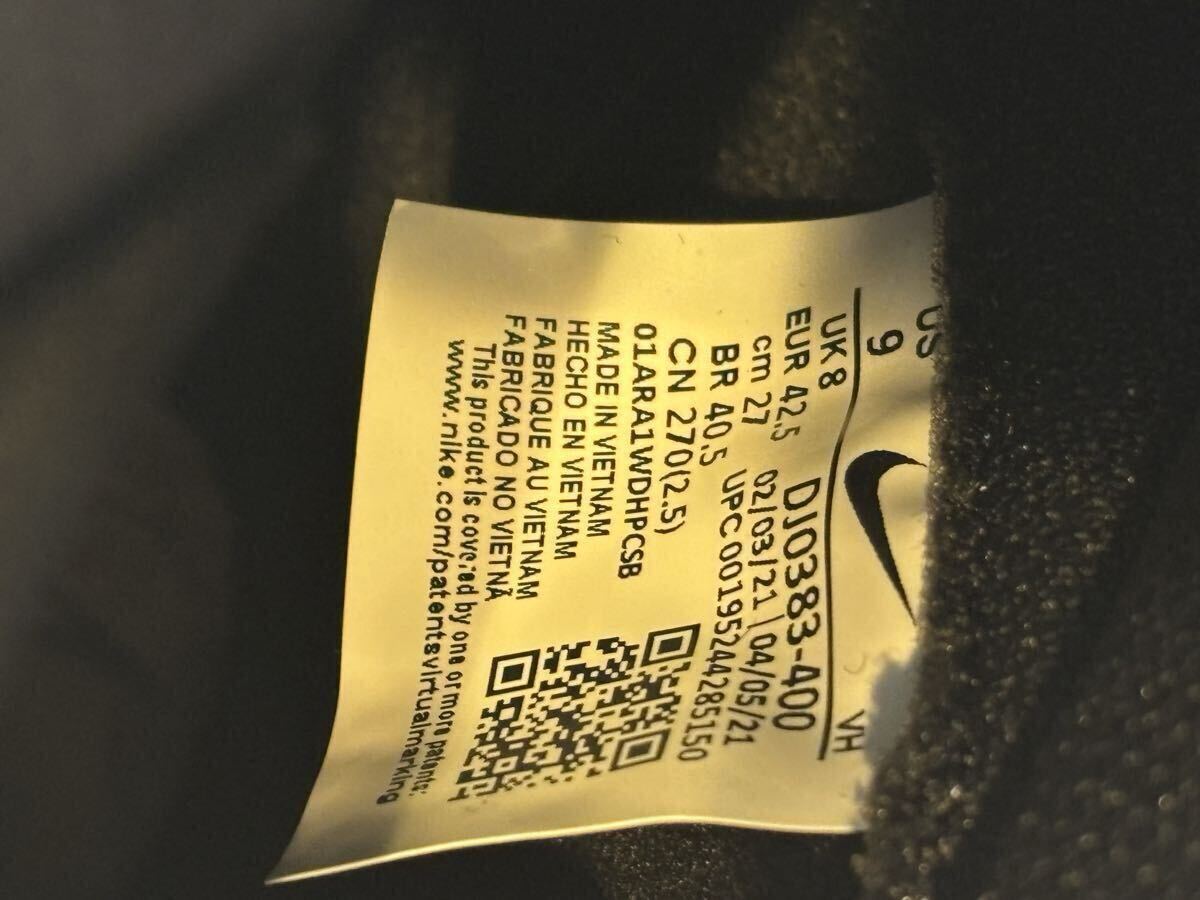 US
9
VH
UK 8
EUR 42.5 DJ0383-400
cm 27 02/03/21 | 04/05/21
BR 40.5 UPC 00195244285150
CN 270(2.5)
01ARA1WDHPCSB
MADE IN VIETNAM
HECHO EN VIETNAM
FABRIQUE AU VIETNAM
FABRICADO NO VIETNÃ
This product is covered by one or more patents:
www.nike.com/patentsvirtualmarking